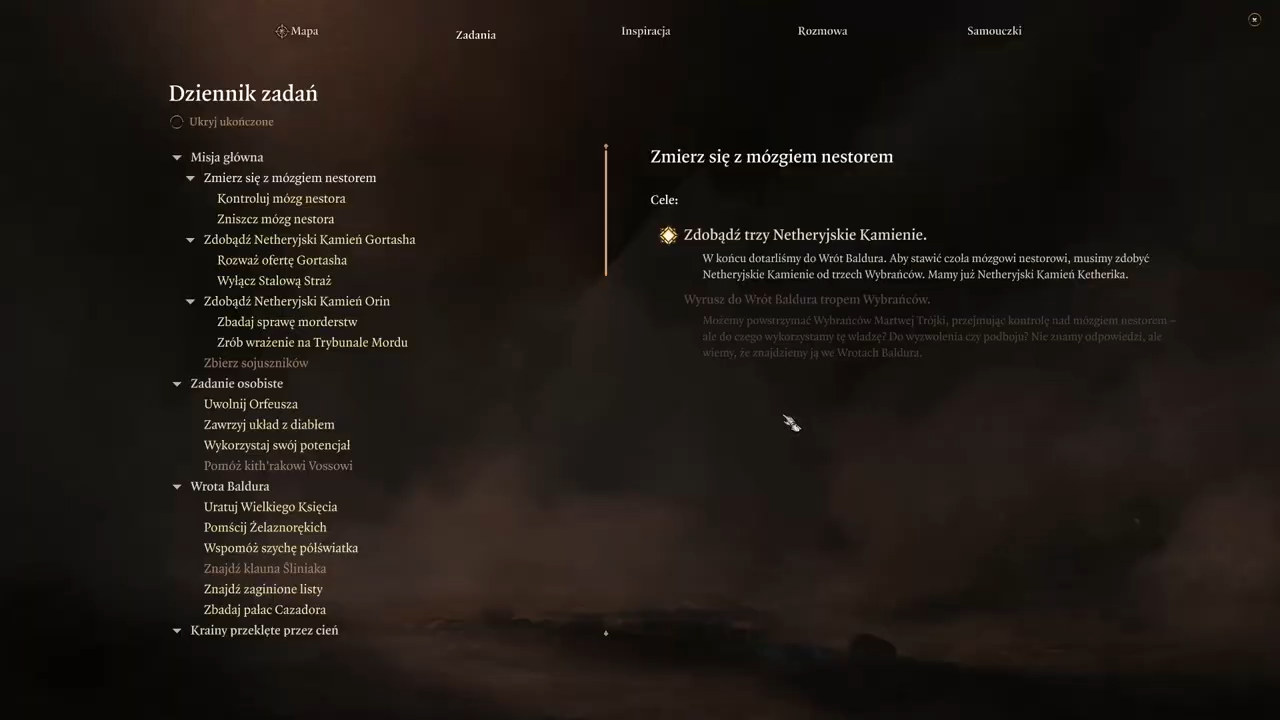 Mapa
Zadania
Inspiracja
Rozmowa
Samouczki
Dziennik zadań
Ukryj ukończone
Misja główna
Zmierz się z mózgiem nestorem
Kontroluj mózg nestora
Zniszcz mózg nestora
Zdobądź Netheryjski Kamień Gortasha
Rozważ ofertę Gortasha
Wyłącz Stalową Straż
Zdobądź Netheryjski Kamień Orin
Zbadaj sprawę morderstw
Zrób wrażenie na Trybunale Mordu
Zbierz sojuszników
Zadanie osobiste
Uwolnij Orfeusza
Zawrzyj układ z diabłem
Wykorzystaj swój potencjał
Pomóż kith'rakowi Vossowi
Wrota Baldura
Uratuj Wielkiego Księcia
Pomścij Żelaznorękich
Wspomóż szychę półświatka
Znajdź klauna Śliniaka
Znajdź zaginione listy
Zbadaj pałac Cazadora
Krainy przeklęte przez cień
Zmierz się z mózgiem nestorem
Cele:
Zdobądź trzy Netheryjskie Kamienie.
W końcu dotarliśmy do Wrót Baldura. Aby stawić czoła mózgowi nestorowi, musimy zdobyć
Netheryjskie Kamienie od trzech Wybrańców. Mamy już Netheryjski Kamień Ketherika.
Wyrusz do Wrót Baldura tropem Wybrańców.
Możemy powstrzymać Wybrańców Martwej Trójki, przejmując kontrolę nad mózgiem nestorem –
ale do czego wykorzystamy tę władzę? Do wyzwolenia czy podboju? Nie znamy odpowiedzi, ale
wiemy, że znajdziemy ją we Wrotach Baldura.